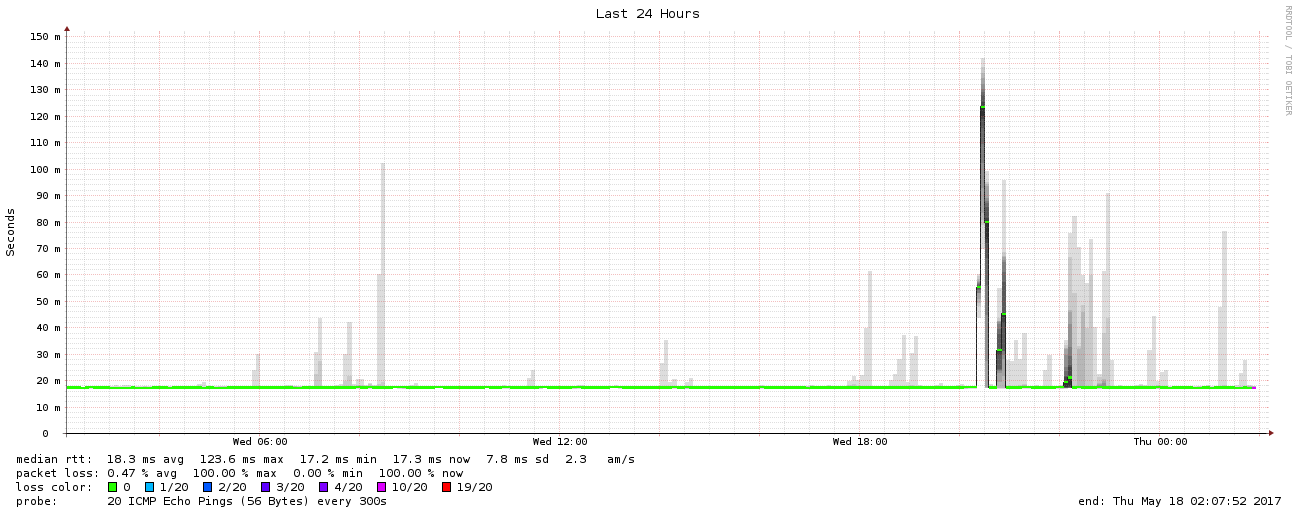 Last 24 Hours
RRDTOOL / TOBI OETIKER
Seconds
150 m
140 m
130 m
120 m
110 m
100 m
90 m
80 m
70 m
60 m
50 m
40 m
30 m
20 m
10 m
0
Wed 06:00 Wed 12:00 Wed 18:00 Thu 00:00
median rtt: 18.3 ms avg 123.6 ms max 17.2 ms min 17.3 ms now 7.8 ms sd 2.3 am/s
packet loss: 0.47 % avg 100.00 % max 0.00 % min 100.00 % now
loss color: 0 1/20 2/20 3/20 4/20 10/20 19/20
probe: 20 ICMP Echo Pings (56 Bytes) every 300s end: Thu May 18 02:07:52 2017